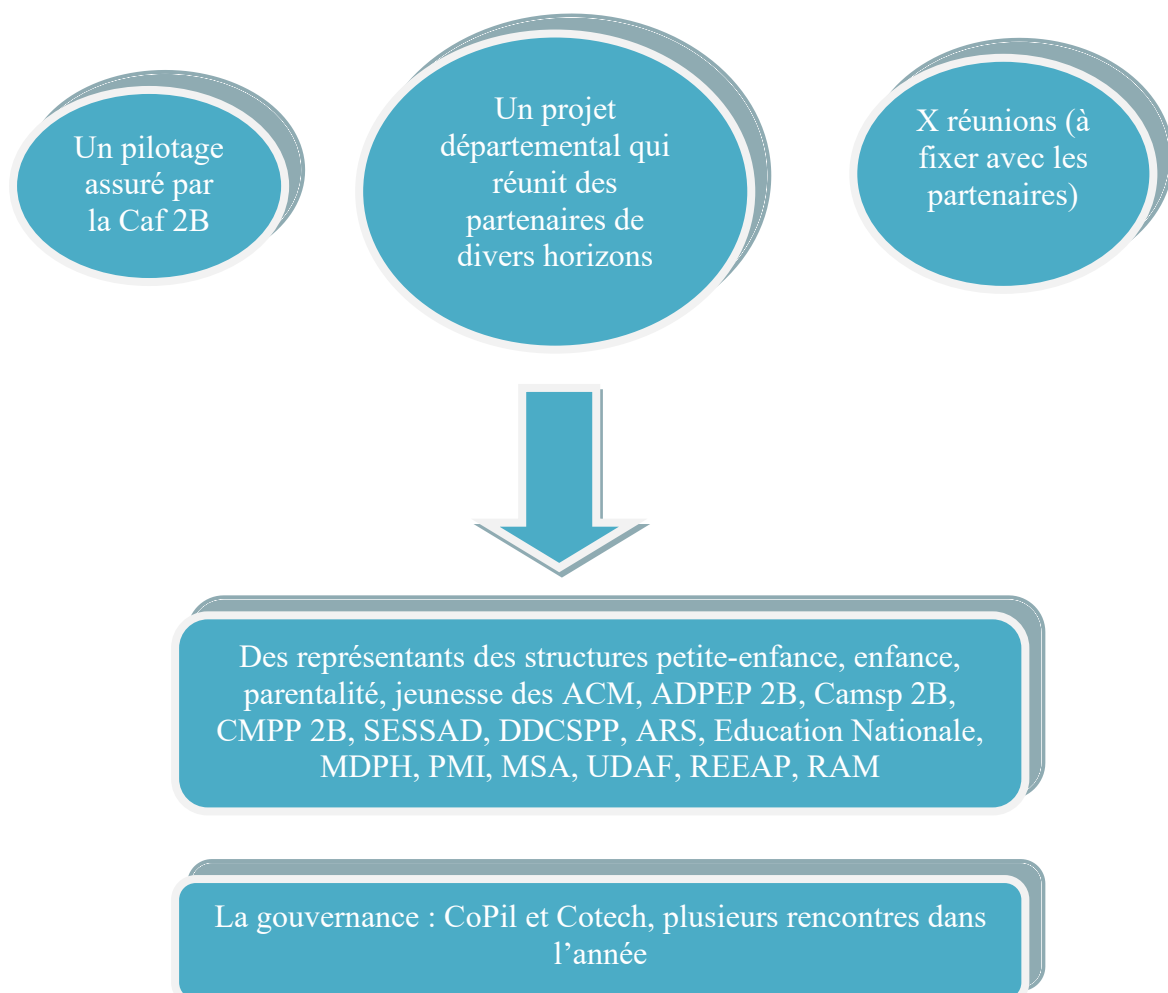 Un pilotage
assuré par
la Caf 2B
Un projet
départemental qui
réunit des
partenaires de
divers horizons
X réunions (à
fixer avec les
partenaires)
Des représentants des structures petite-enfance, enfance,
parentalité, jeunesse des ACM, ADPEP 2B, Camsp 2B,
CMPP 2B, SESSAD, DDCSPP, ARS, Education Nationale,
MDPH, PMI, MSA, UDAF, REEAP, RAM
La gouvernance : CoPil et Cotech, plusieurs rencontres dans
l’année